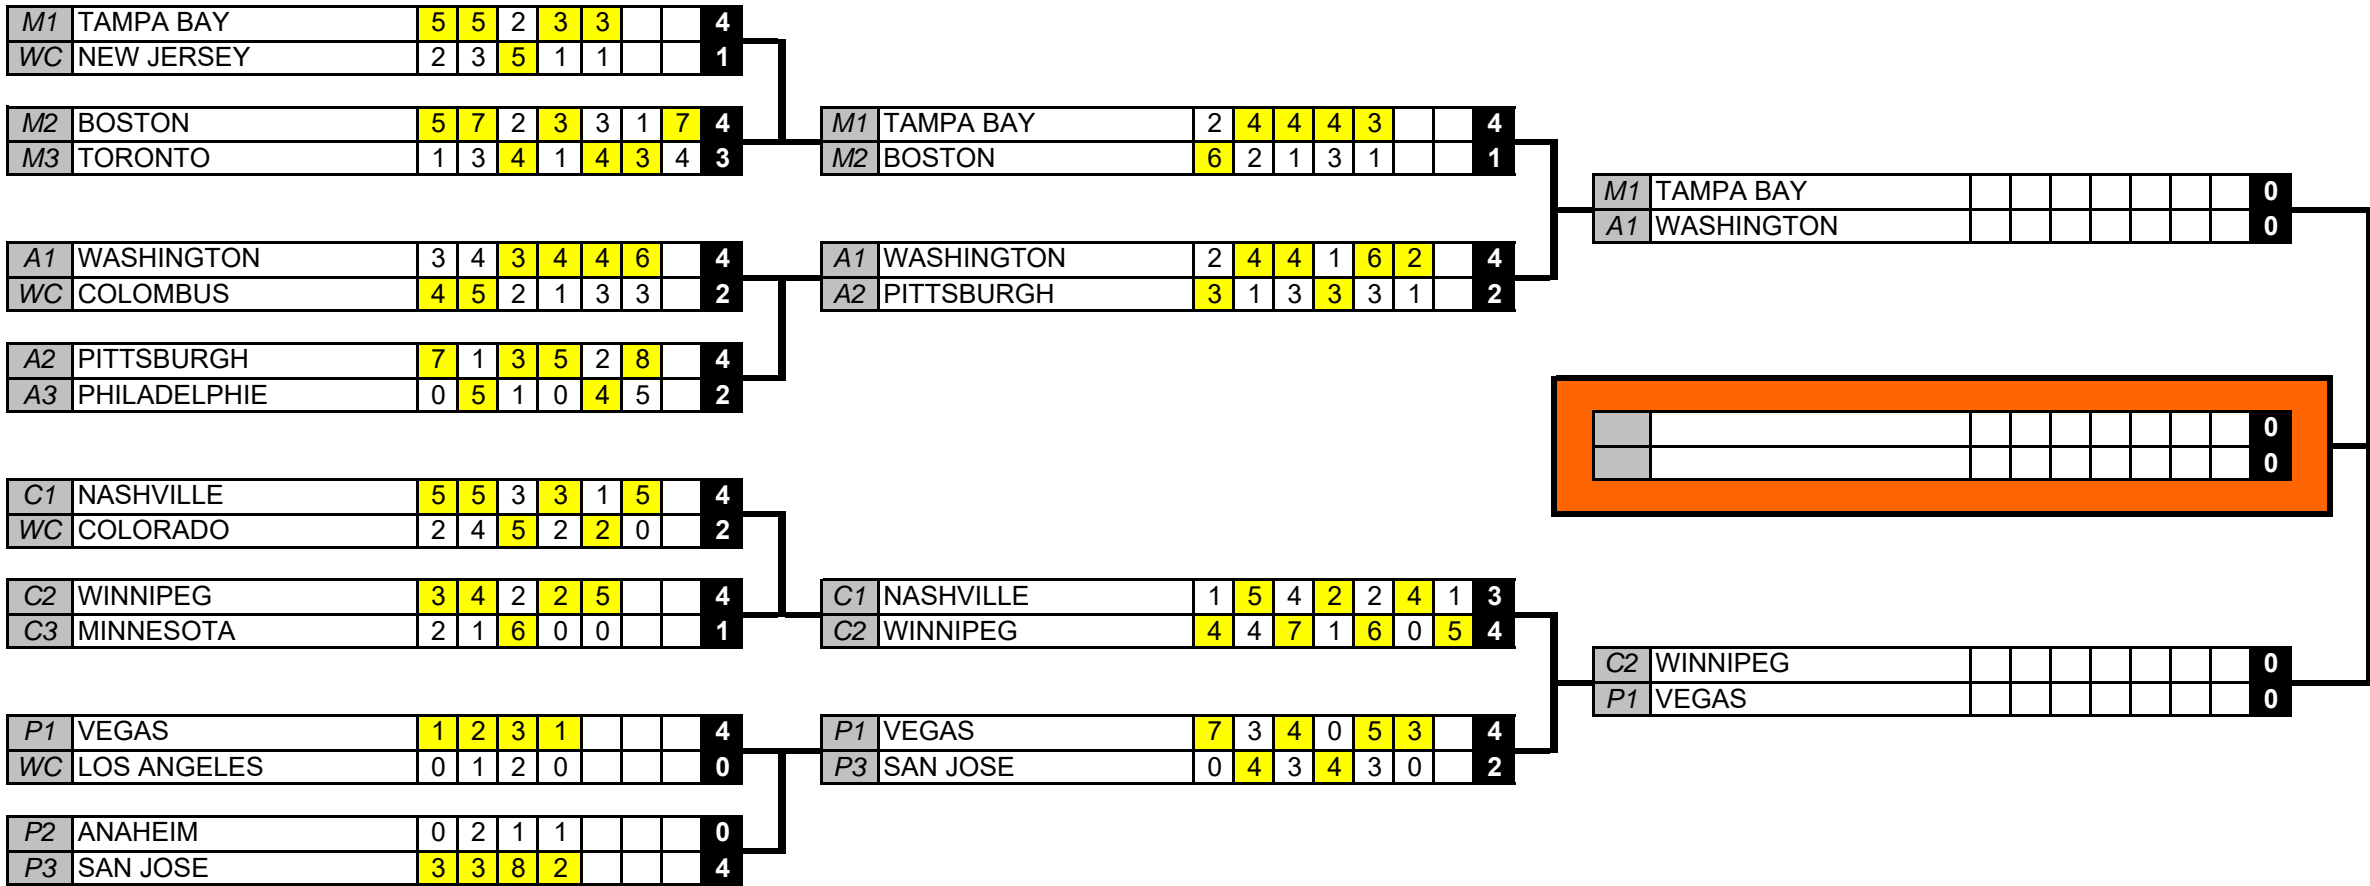 M1 TAMPA BAY 5 5 2 3 3 4
WC NEW JERSEY 2 3 5 1 1 1
M2 BOSTON 5 7 2 3 3 1 7 4
M3 TORONTO 1 3 4 1 4 3 4 3
A1 WASHINGTON 3 4 3 4 4 6 4
WC COLOMBUS 4 5 2 1 3 3 2
A2 PITTSBURGH 7 1 3 5 2 8 4
A3 PHILADELPHIE 0 5 1 0 4 5 2
C1 NASHVILLE 5 5 3 3 1 5 4
WC COLORADO 2 4 5 2 2 0 2
C2 WINNIPEG 3 4 2 2 5 4
C3 MINNESOTA 2 1 6 0 0 1
P1 VEGAS 1 2 3 1 4
WC LOS ANGELES 0 1 2 0 0
P2 ANAHEIM 0 2 1 1 0
P3 SAN JOSE 3 3 8 2 4
M1 TAMPA BAY 2 4 4 4 3 4
M2 BOSTON 6 2 1 3 1 1
A1 WASHINGTON 2 4 4 1 6 2 4
A2 PITTSBURGH 3 1 3 3 3 1 2
C1 NASHVILLE 1 5 4 2 2 4 1 3
C2 WINNIPEG 4 4 7 1 6 0 5 4
P1 VEGAS 7 3 4 0 5 3 4
P3 SAN JOSE 0 4 3 4 3 0 2
M1 TAMPA BAY 0
A1 WASHINGTON 0
0
0
C2 WINNIPEG 0
P1 VEGAS 0